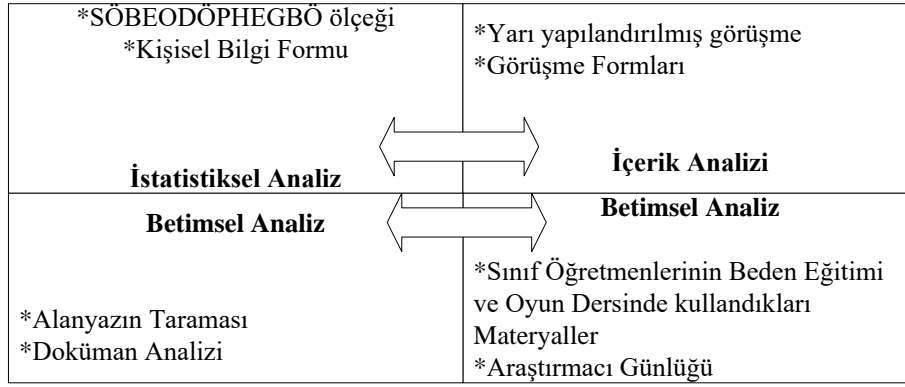 *SÖBEODÖPHEGBÖ ölçeği
*Kişisel Bilgi Formu
İstatistiksel Analiz
*Yarı yapılandırılmış görüşme
*Görüşme Formları
İçerik Analizi
Betimsel Analiz
*Alanyazın Taraması
*Doküman Analizi
Betimsel Analiz
*Sınıf Öğretmenlerinin Beden Eğitimi
ve Oyun Dersinde kullandıkları
Materyaller
*Araştırmacı Günlüğü